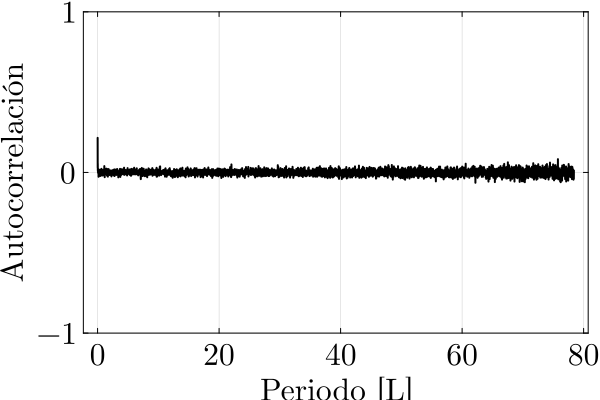 1
0
−1
Autocorrelación
0 20 40 60 80
Periodo [L]